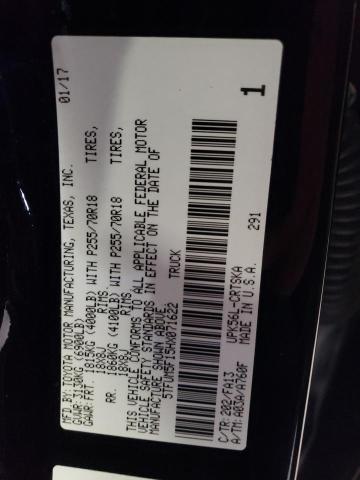 MFD.BY:TOYOTA MOTOR MANUFACTURING, TEXAS, INC. 01/17
GVWR:3130KG (6900LB)
GAWR:FRT. 1815KG (4000LB) WITH P255/70R18 TIRES,
18X8J RIMS
RR. 1860KG (4100LB) WITH P255/70R18 TIRES,
18X8J RIMS
THIS VEHICLE CONFORMS TO ALL APPLICABLE FEDERAL MOTOR
VEHICLE SAFETY STANDARDS IN EFFECT ON THE DATE OF
MANUFACTURE SHOWN ABOVE.
5TFUM5F15HX071622 TRUCK
UPK56L-CRTSKA
C/TR:202/FA13 291
A/TM:A03A/A760F MADE IN U.S.A. 1